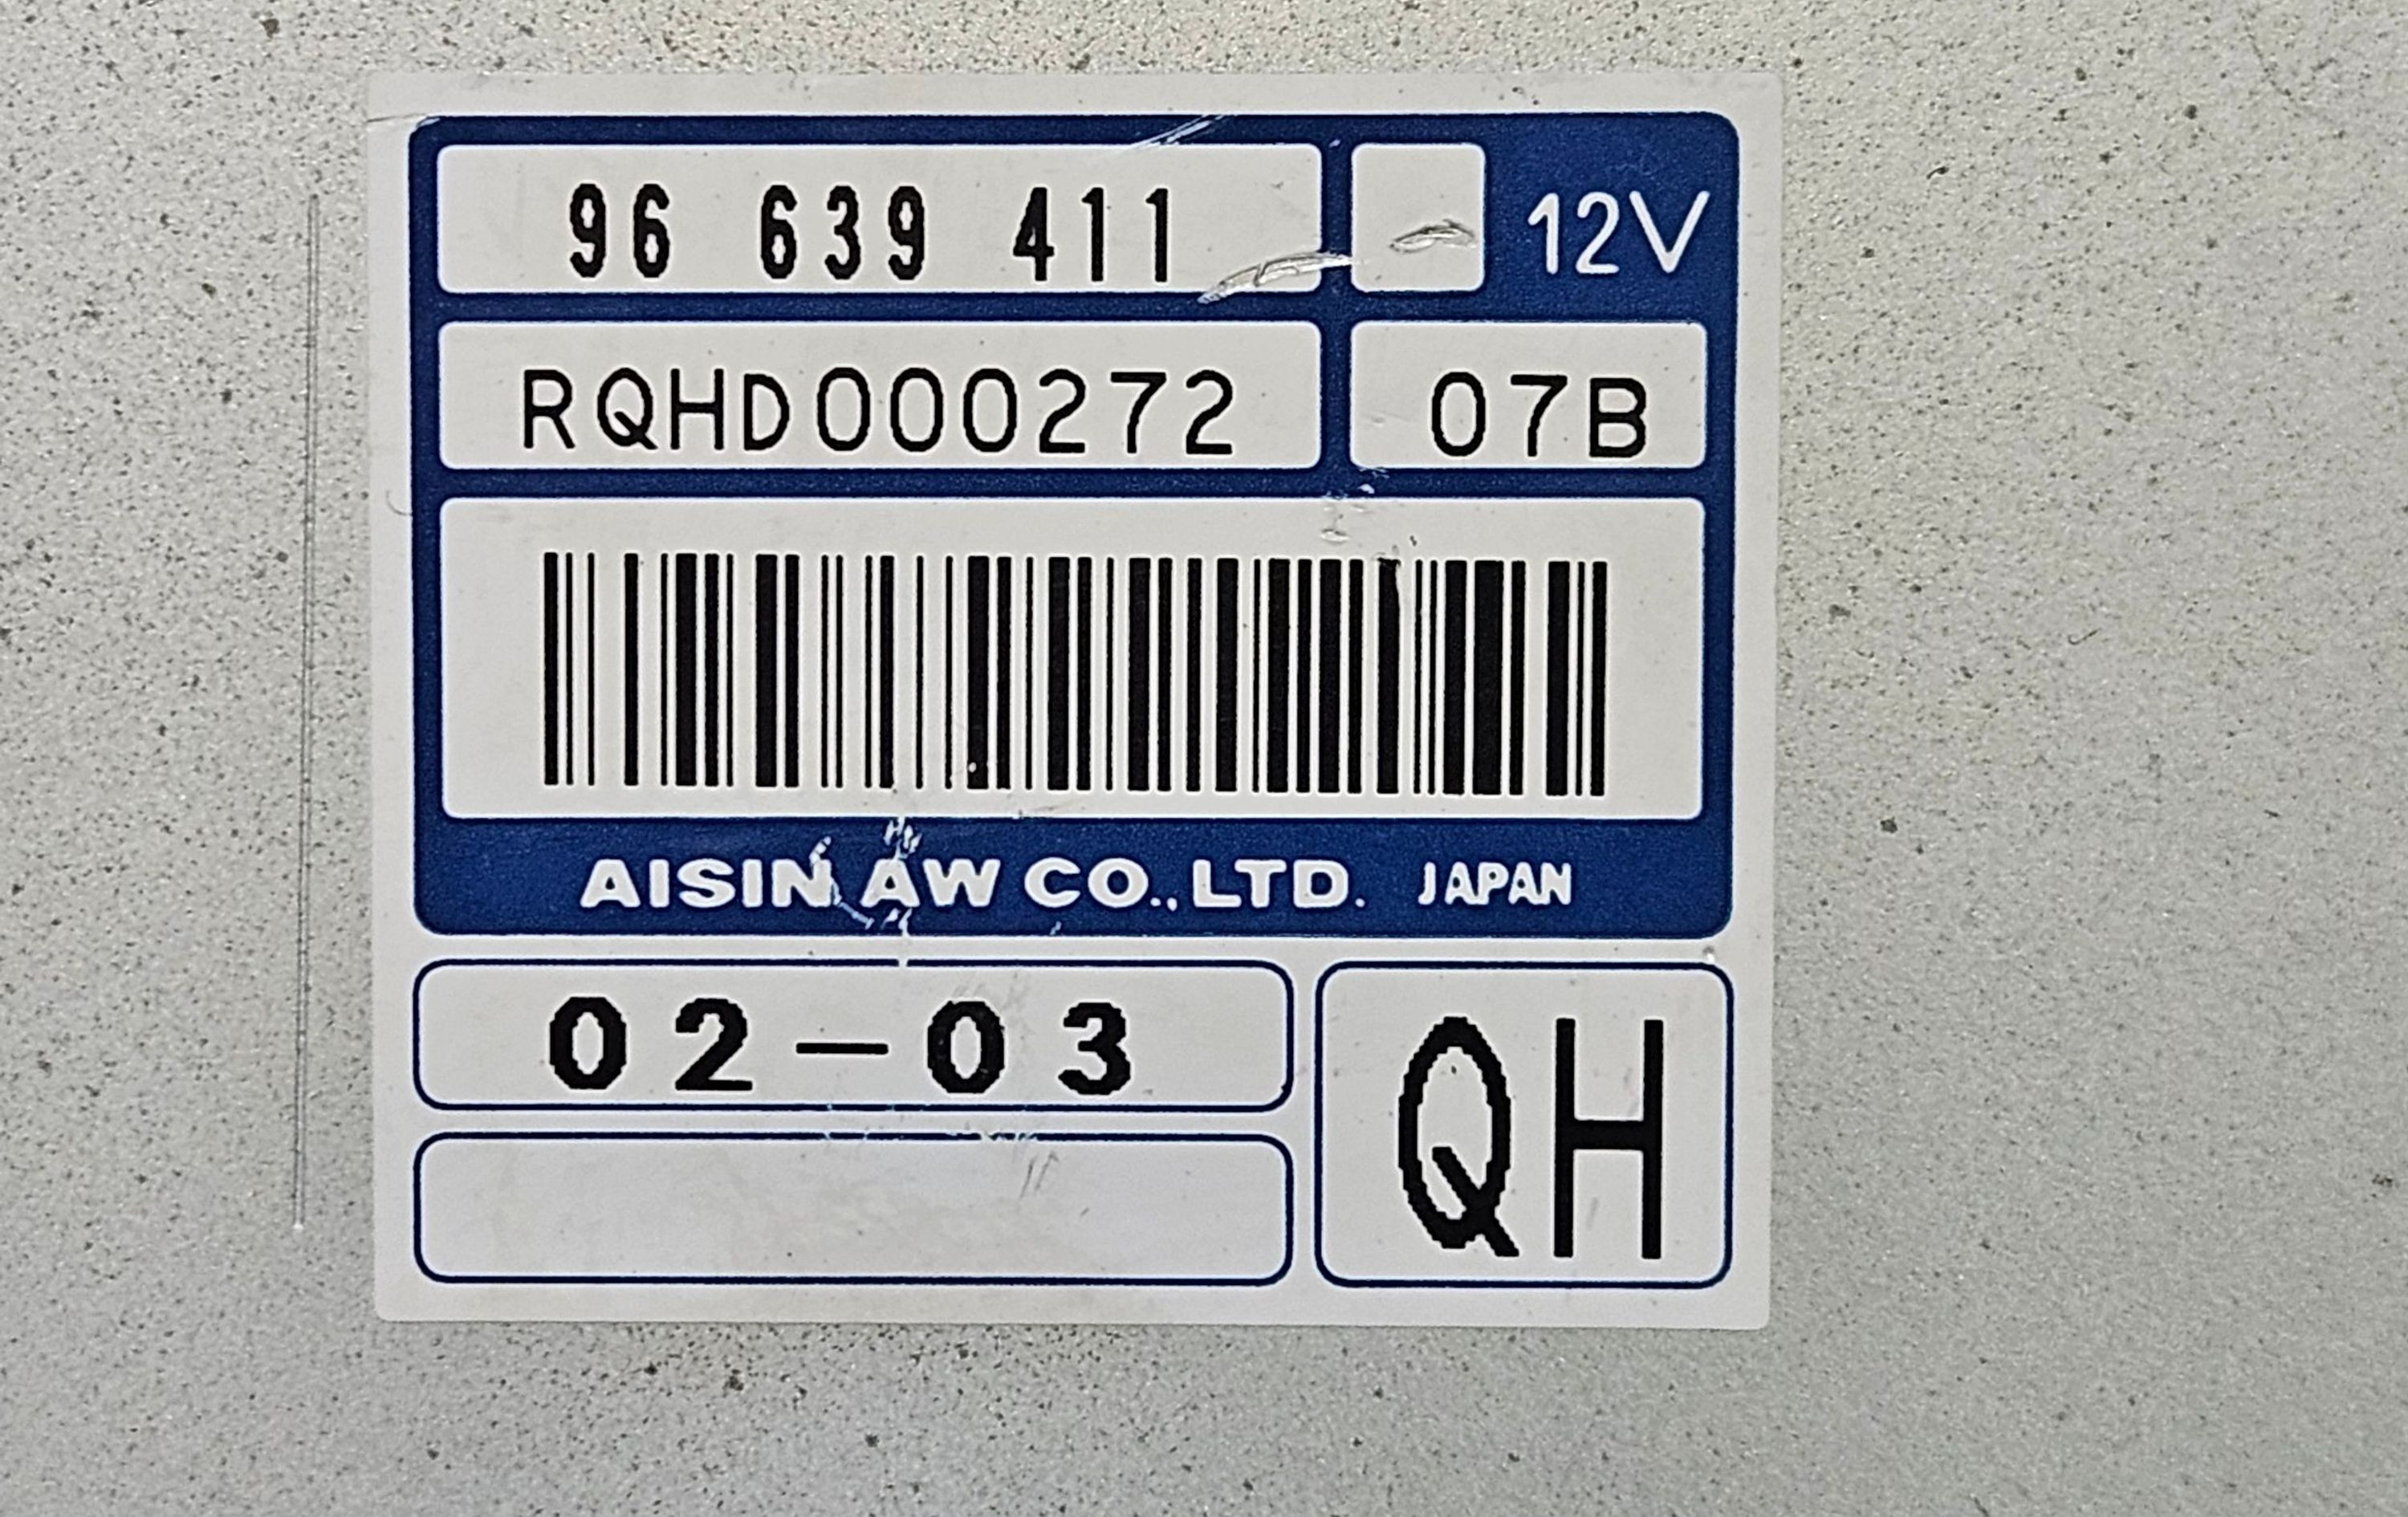 96 639 411 12V
RQHD000272 07B
AISIN AW CO.,LTD. JAPAN
02-03
QH